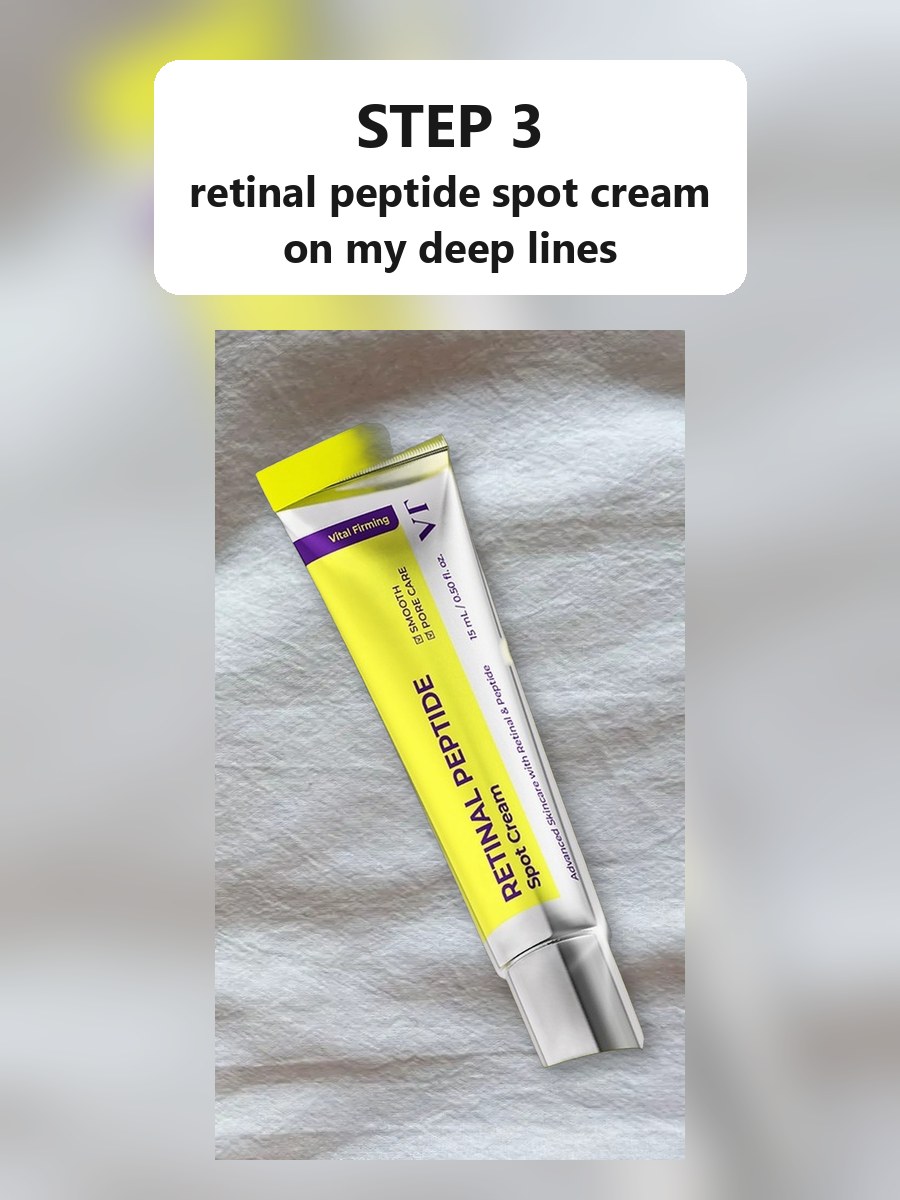 STEP 3
retinal peptide spot cream
on my deep lines
Vital Firming
VT
☑ SMOOTH
☑ PORE CARE
15 mL / 0.50 fl. oz.
RETINAL PEPTIDE
Spot Cream
Advanced Skincare with Retinal & Peptide